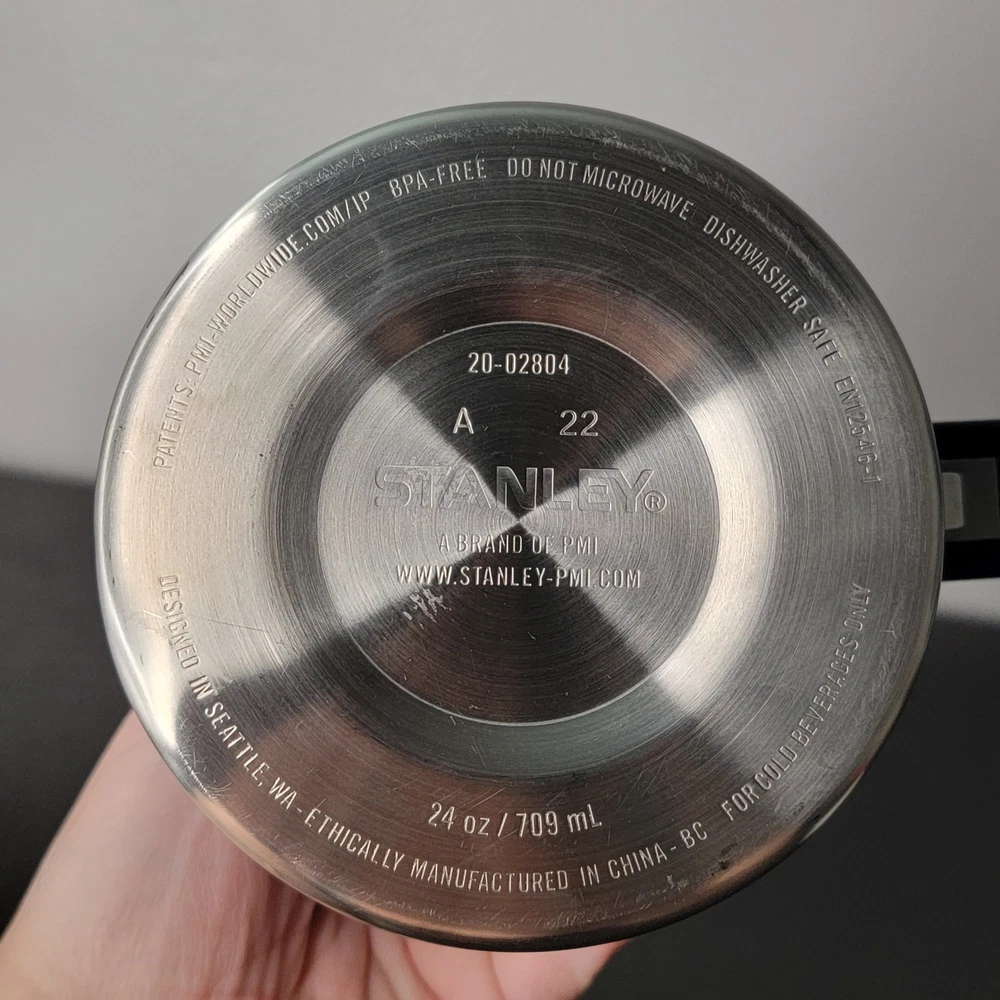 PATENTS: PMI-WORLDWIDE.COM/IP BPA-FREE DO NOT MICROWAVE DISHWASHER SAFE EN12546-1
20-02804
A 22
STANLEY®
A BRAND OF PMI
WWW.STANLEY-PMI.COM
24 oz / 709 mL
DESIGNED IN SEATTLE, WA - ETHICALLY MANUFACTURED IN CHINA - BC FOR COLD BEVERAGES ONLY